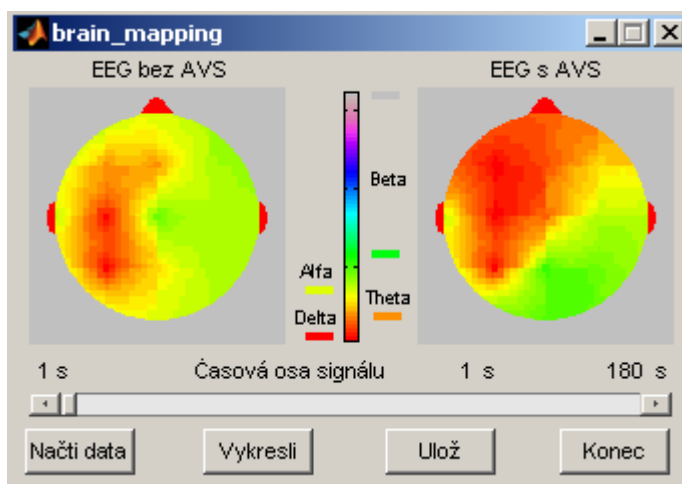 brain_mapping
EEG bez AVS
EEG s AVS
Beta
Alfa
Theta
Delta
1 s
Časová osa signálu
1 s
180 s
Načti data
Vykresli
Ulož
Konec